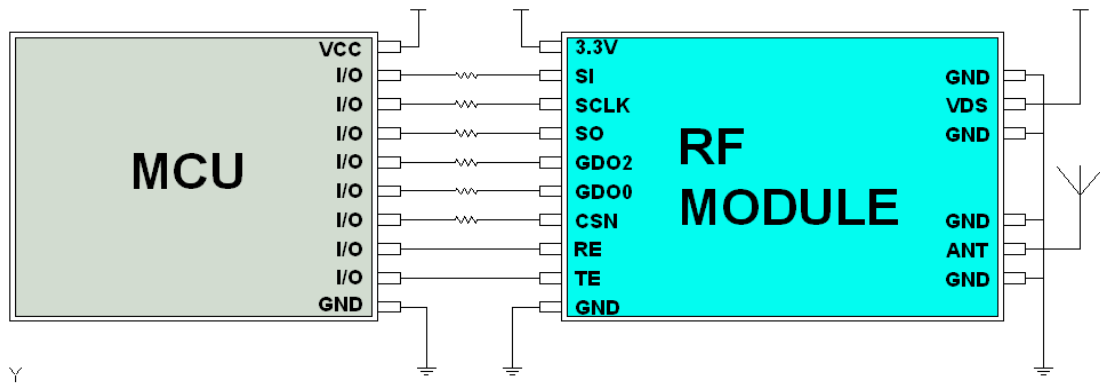 VCC
I/O
I/O
I/O
I/O
I/O
I/O
I/O
I/O
GND
MCU
3.3V
SI
SCLK
SO
GDO2
GDO0
CSN
RE
TE
GND
RF
MODULE
GND
VDS
GND
GND
ANT
GND